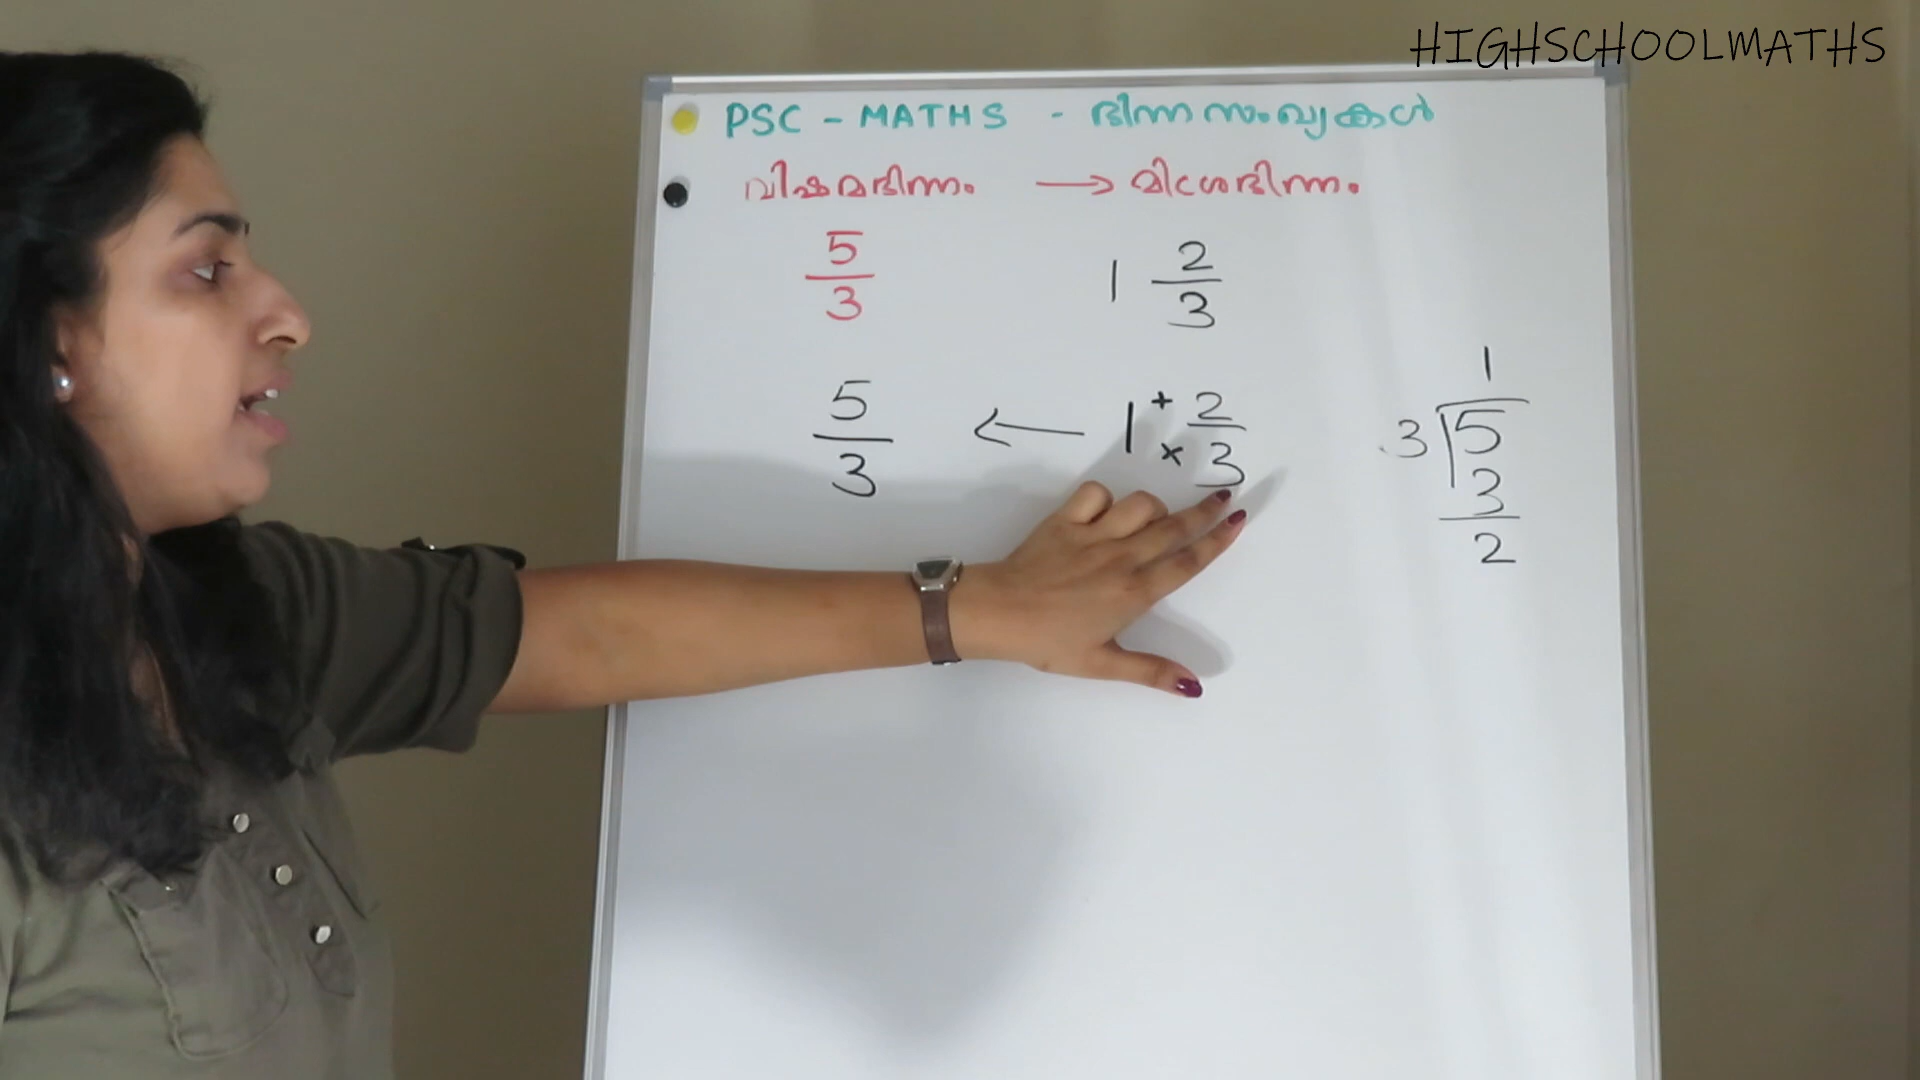 HIGHSCHOOLMATHS
PSC - MATHS - ഭിന്നസംഖ്യകൾ
വിഷമഭിന്നം → മിശ്രഭിന്നം
5/3 1 2/3
5/3 ← 1 + 2/3 ×
1
3 5
3
2